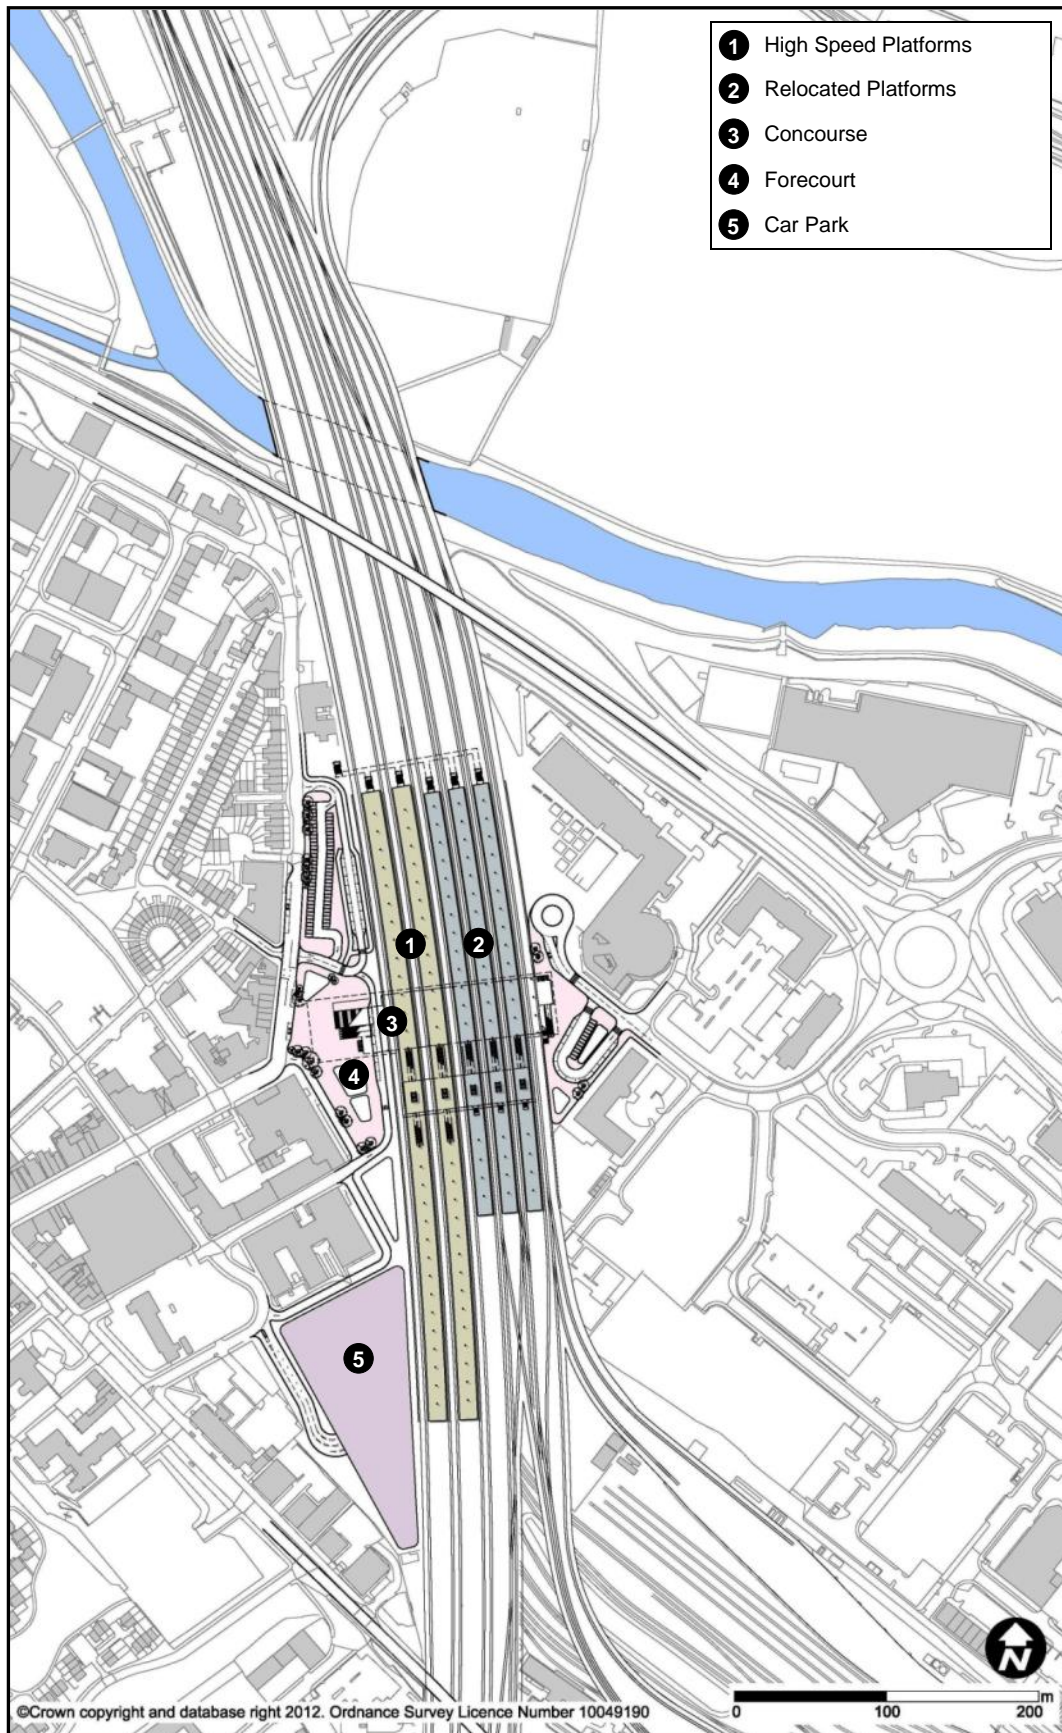 1 High Speed Platforms
2 Relocated Platforms
3 Concourse
4 Forecourt
5 Car Park
1
2
3
4
5
N
m
0 100 200
©Crown copyright and database right 2012. Ordnance Survey Licence Number 10049190